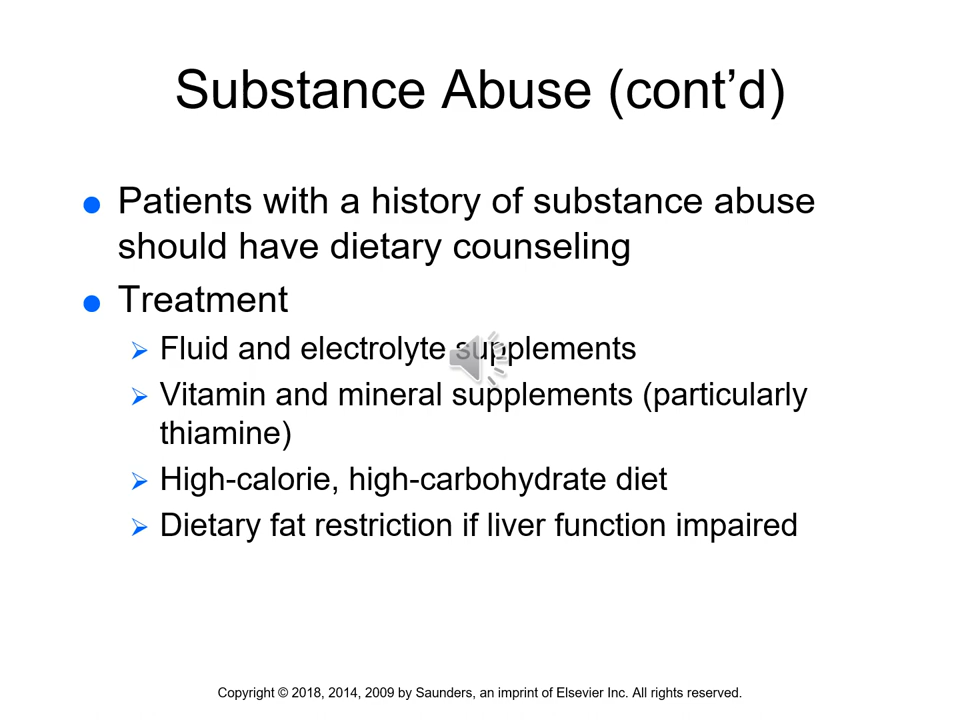 Substance Abuse (cont’d)
Patients with a history of substance abuse
should have dietary counseling
Treatment
Fluid and electrolyte supplements
Vitamin and mineral supplements (particularly
thiamine)
High-calorie, high-carbohydrate diet
Dietary fat restriction if liver function impaired
Copyright © 2018, 2014, 2009 by Saunders, an imprint of Elsevier Inc. All rights reserved.